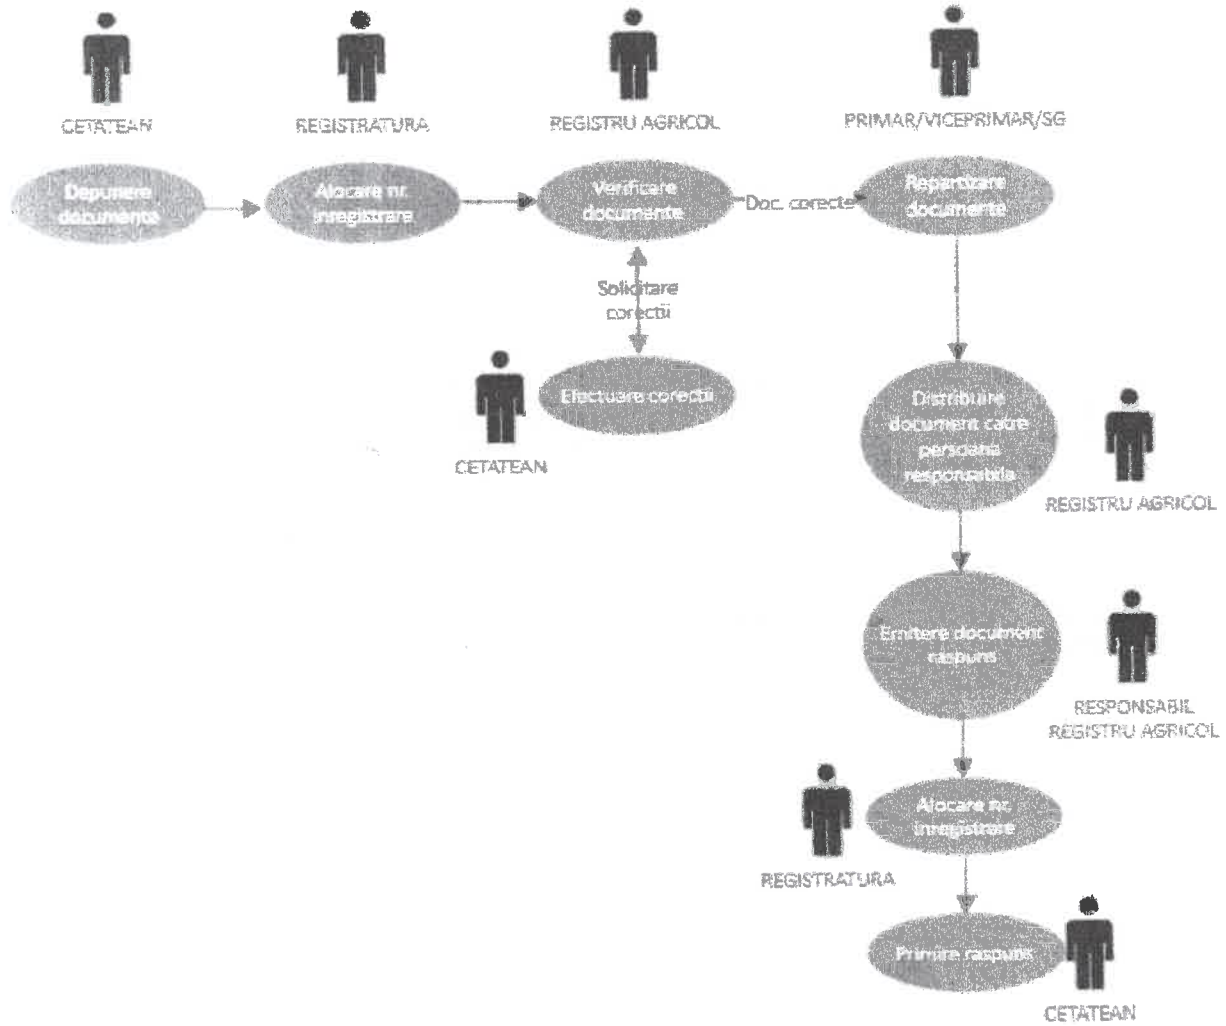 CETATEAN
REGISTRATURA
REGISTRU AGRICOL
PRIMAR/VICEPRIMAR/SG
Depunere
documente
Alocare nr.
inregistrare
Verificare
documente
Doc. corecte
Repartizare
documente
Solicitare
corectii
Efectuare corectii
CETATEAN
Distribuire
document catre
persoana
responsabila
REGISTRU AGRICOL
Emitere document
raspuns
RESPONSABIL
REGISTRU AGRICOL
Alocare nr.
inregistrare
REGISTRATURA
Primire raspuns
CETATEAN